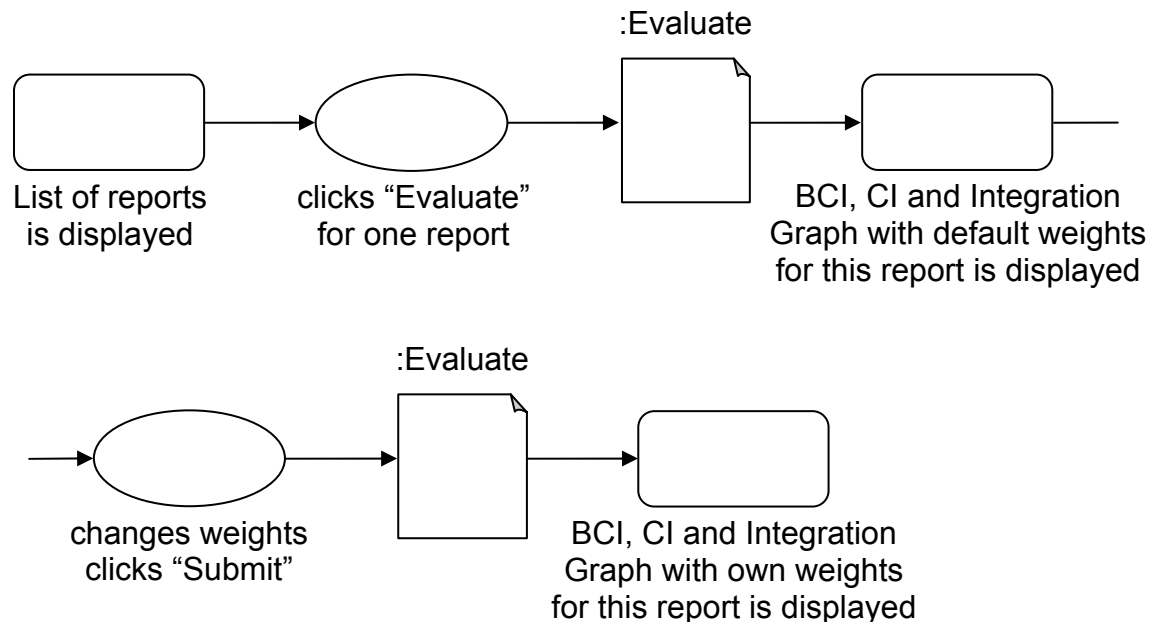 :Evaluate
List of reports
is displayed
clicks “Evaluate”
for one report
BCI, CI and Integration
Graph with default weights
for this report is displayed
:Evaluate
changes weights
clicks “Submit”
BCI, CI and Integration
Graph with own weights
for this report is displayed